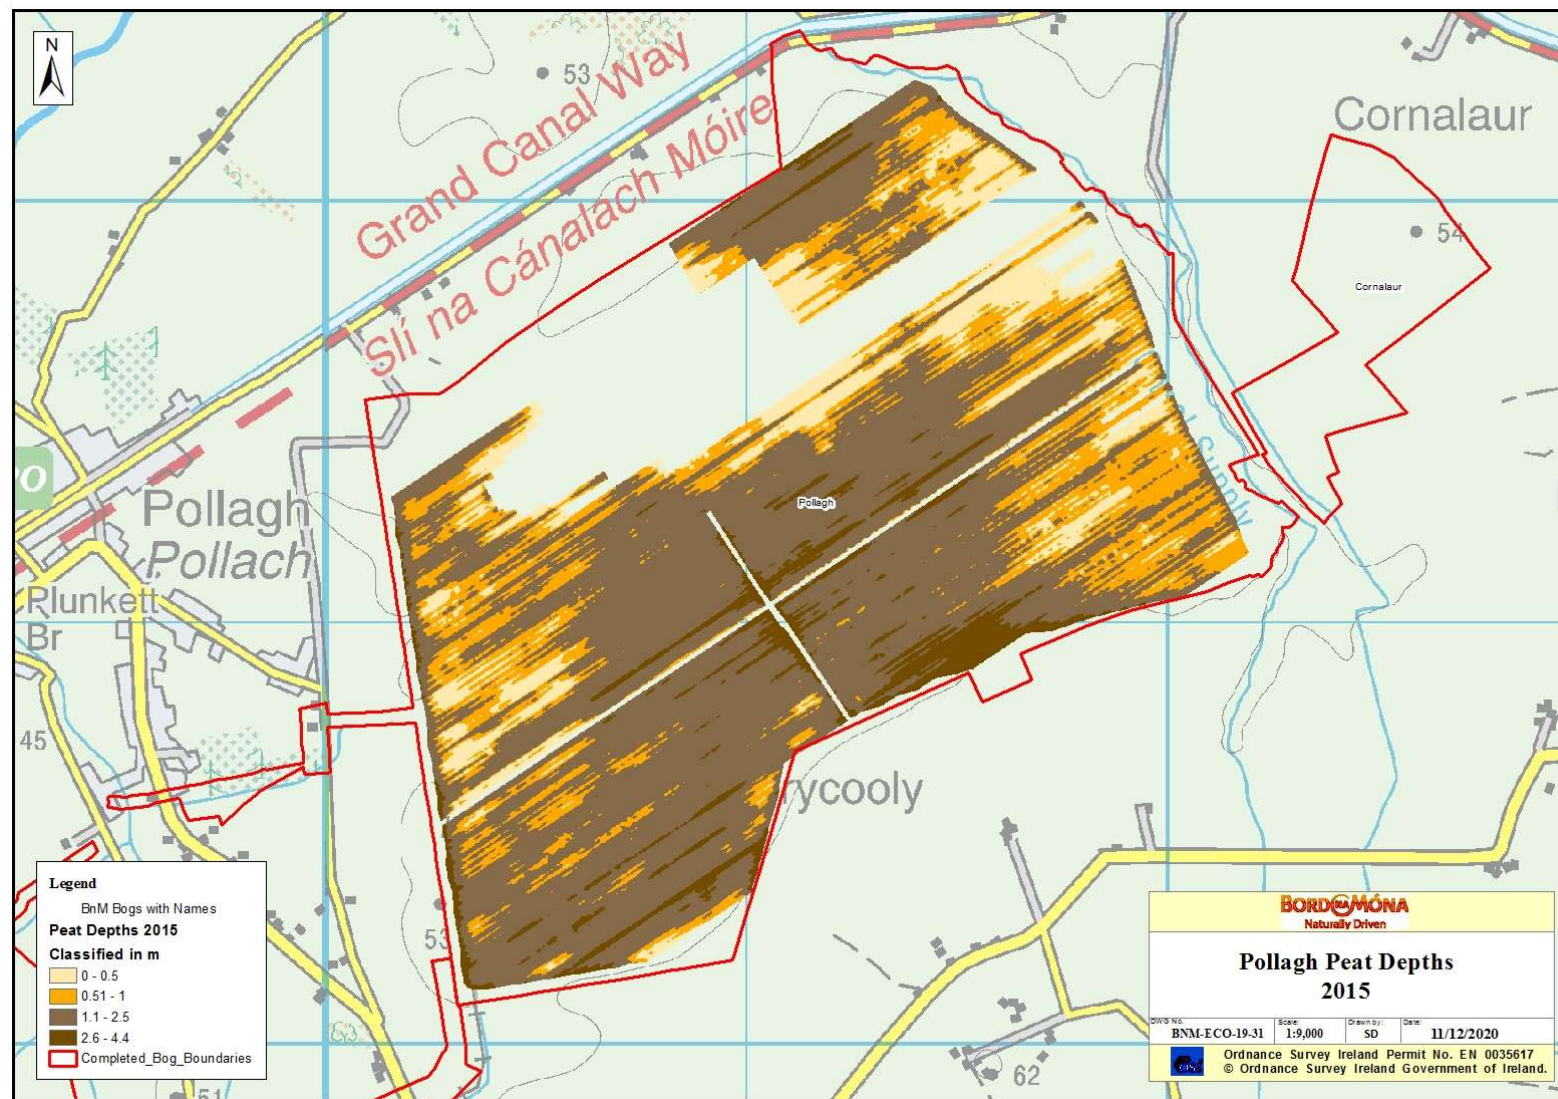 N
53
Grand Canal Way
Slí na Cánalach Móire
Cornalaur
54
Cornalaur
Pollagh
Pollach
Plunkett
Br
Pollagh
Supply
45
rycooly
53
62
51
Legend
BnM Bogs with Names
Peat Depths 2015
Classified in m
0 - 0.5
0.51 - 1
1.1 - 2.5
2.6 - 4.4
Completed_Bog_Boundaries
BORD NA MÓNA
Naturally Driven
Pollagh Peat Depths
2015
DWG No.
BNM-ECO-19-31
Scale:
1:9,000
Drawn by:
SD
Date:
11/12/2020
Ordnance Survey Ireland Permit No. EN 0035617
© Ordnance Survey Ireland Government of Ireland.